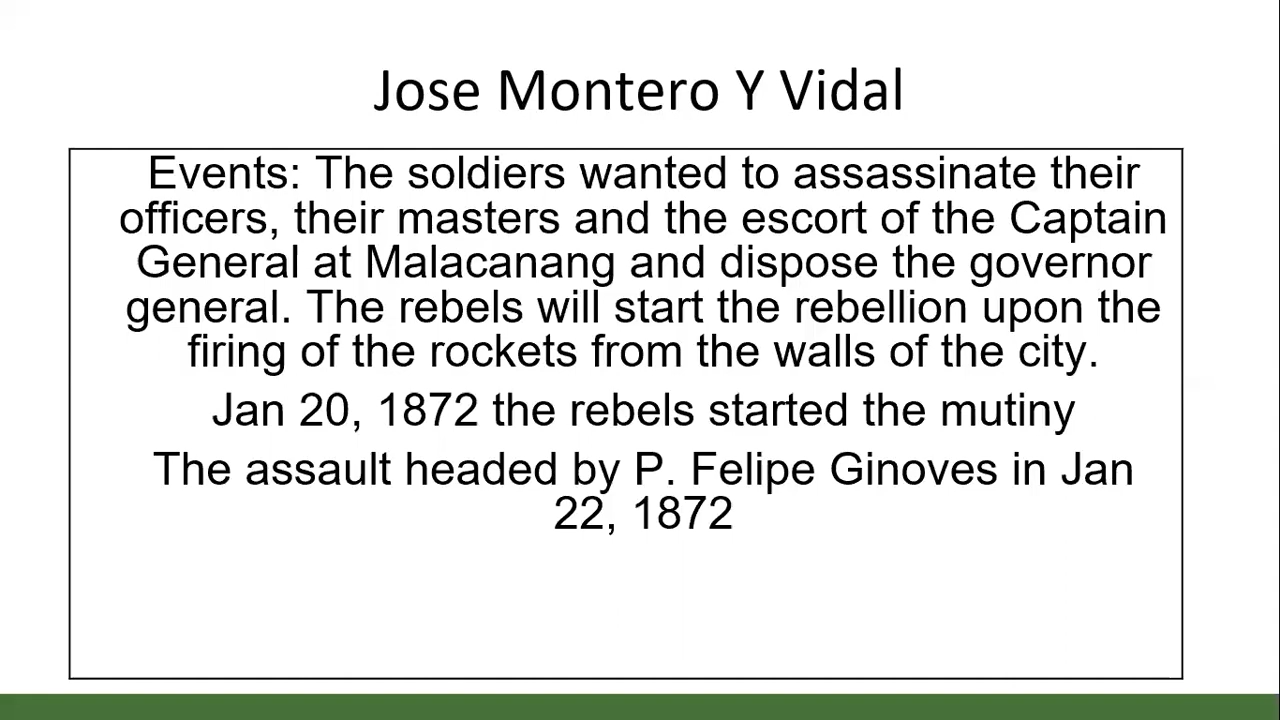 Jose Montero Y Vidal
Events: The soldiers wanted to assassinate their
officers, their masters and the escort of the Captain
General at Malacanang and dispose the governor
general. The rebels will start the rebellion upon the
firing of the rockets from the walls of the city.
Jan 20, 1872 the rebels started the mutiny
The assault headed by P. Felipe Ginoves in Jan
22, 1872